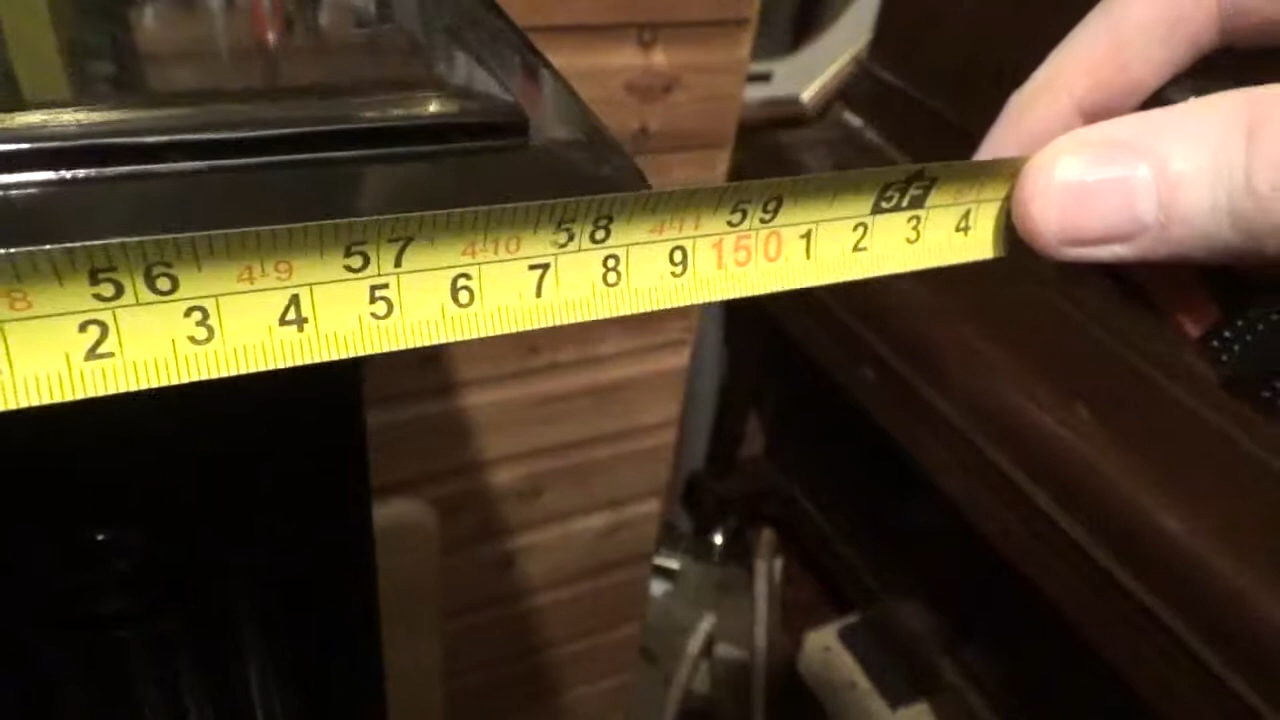 8 56 4-9 57 4-10 58 4-11 59 5F
2 3 4 5 6 7 8 9 150 1 2 3 4